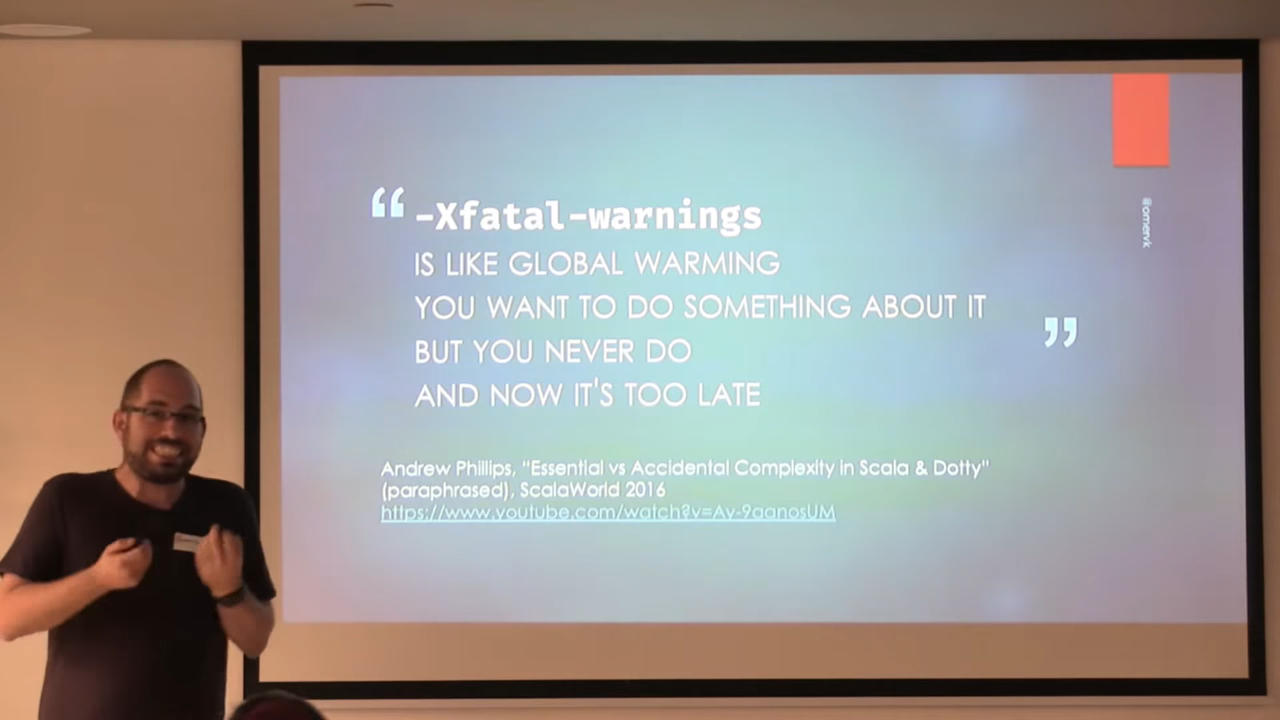 “ -Xfatal-warnings
IS LIKE GLOBAL WARMING
YOU WANT TO DO SOMETHING ABOUT IT
BUT YOU NEVER DO ”
AND NOW IT'S TOO LATE
Andrew Phillips, "Essential vs Accidental Complexity in Scala & Dotty"
(paraphrased), ScalaWorld 2016
https://www.youtube.com/watch?v=Ay-9aanosUM
@omervk